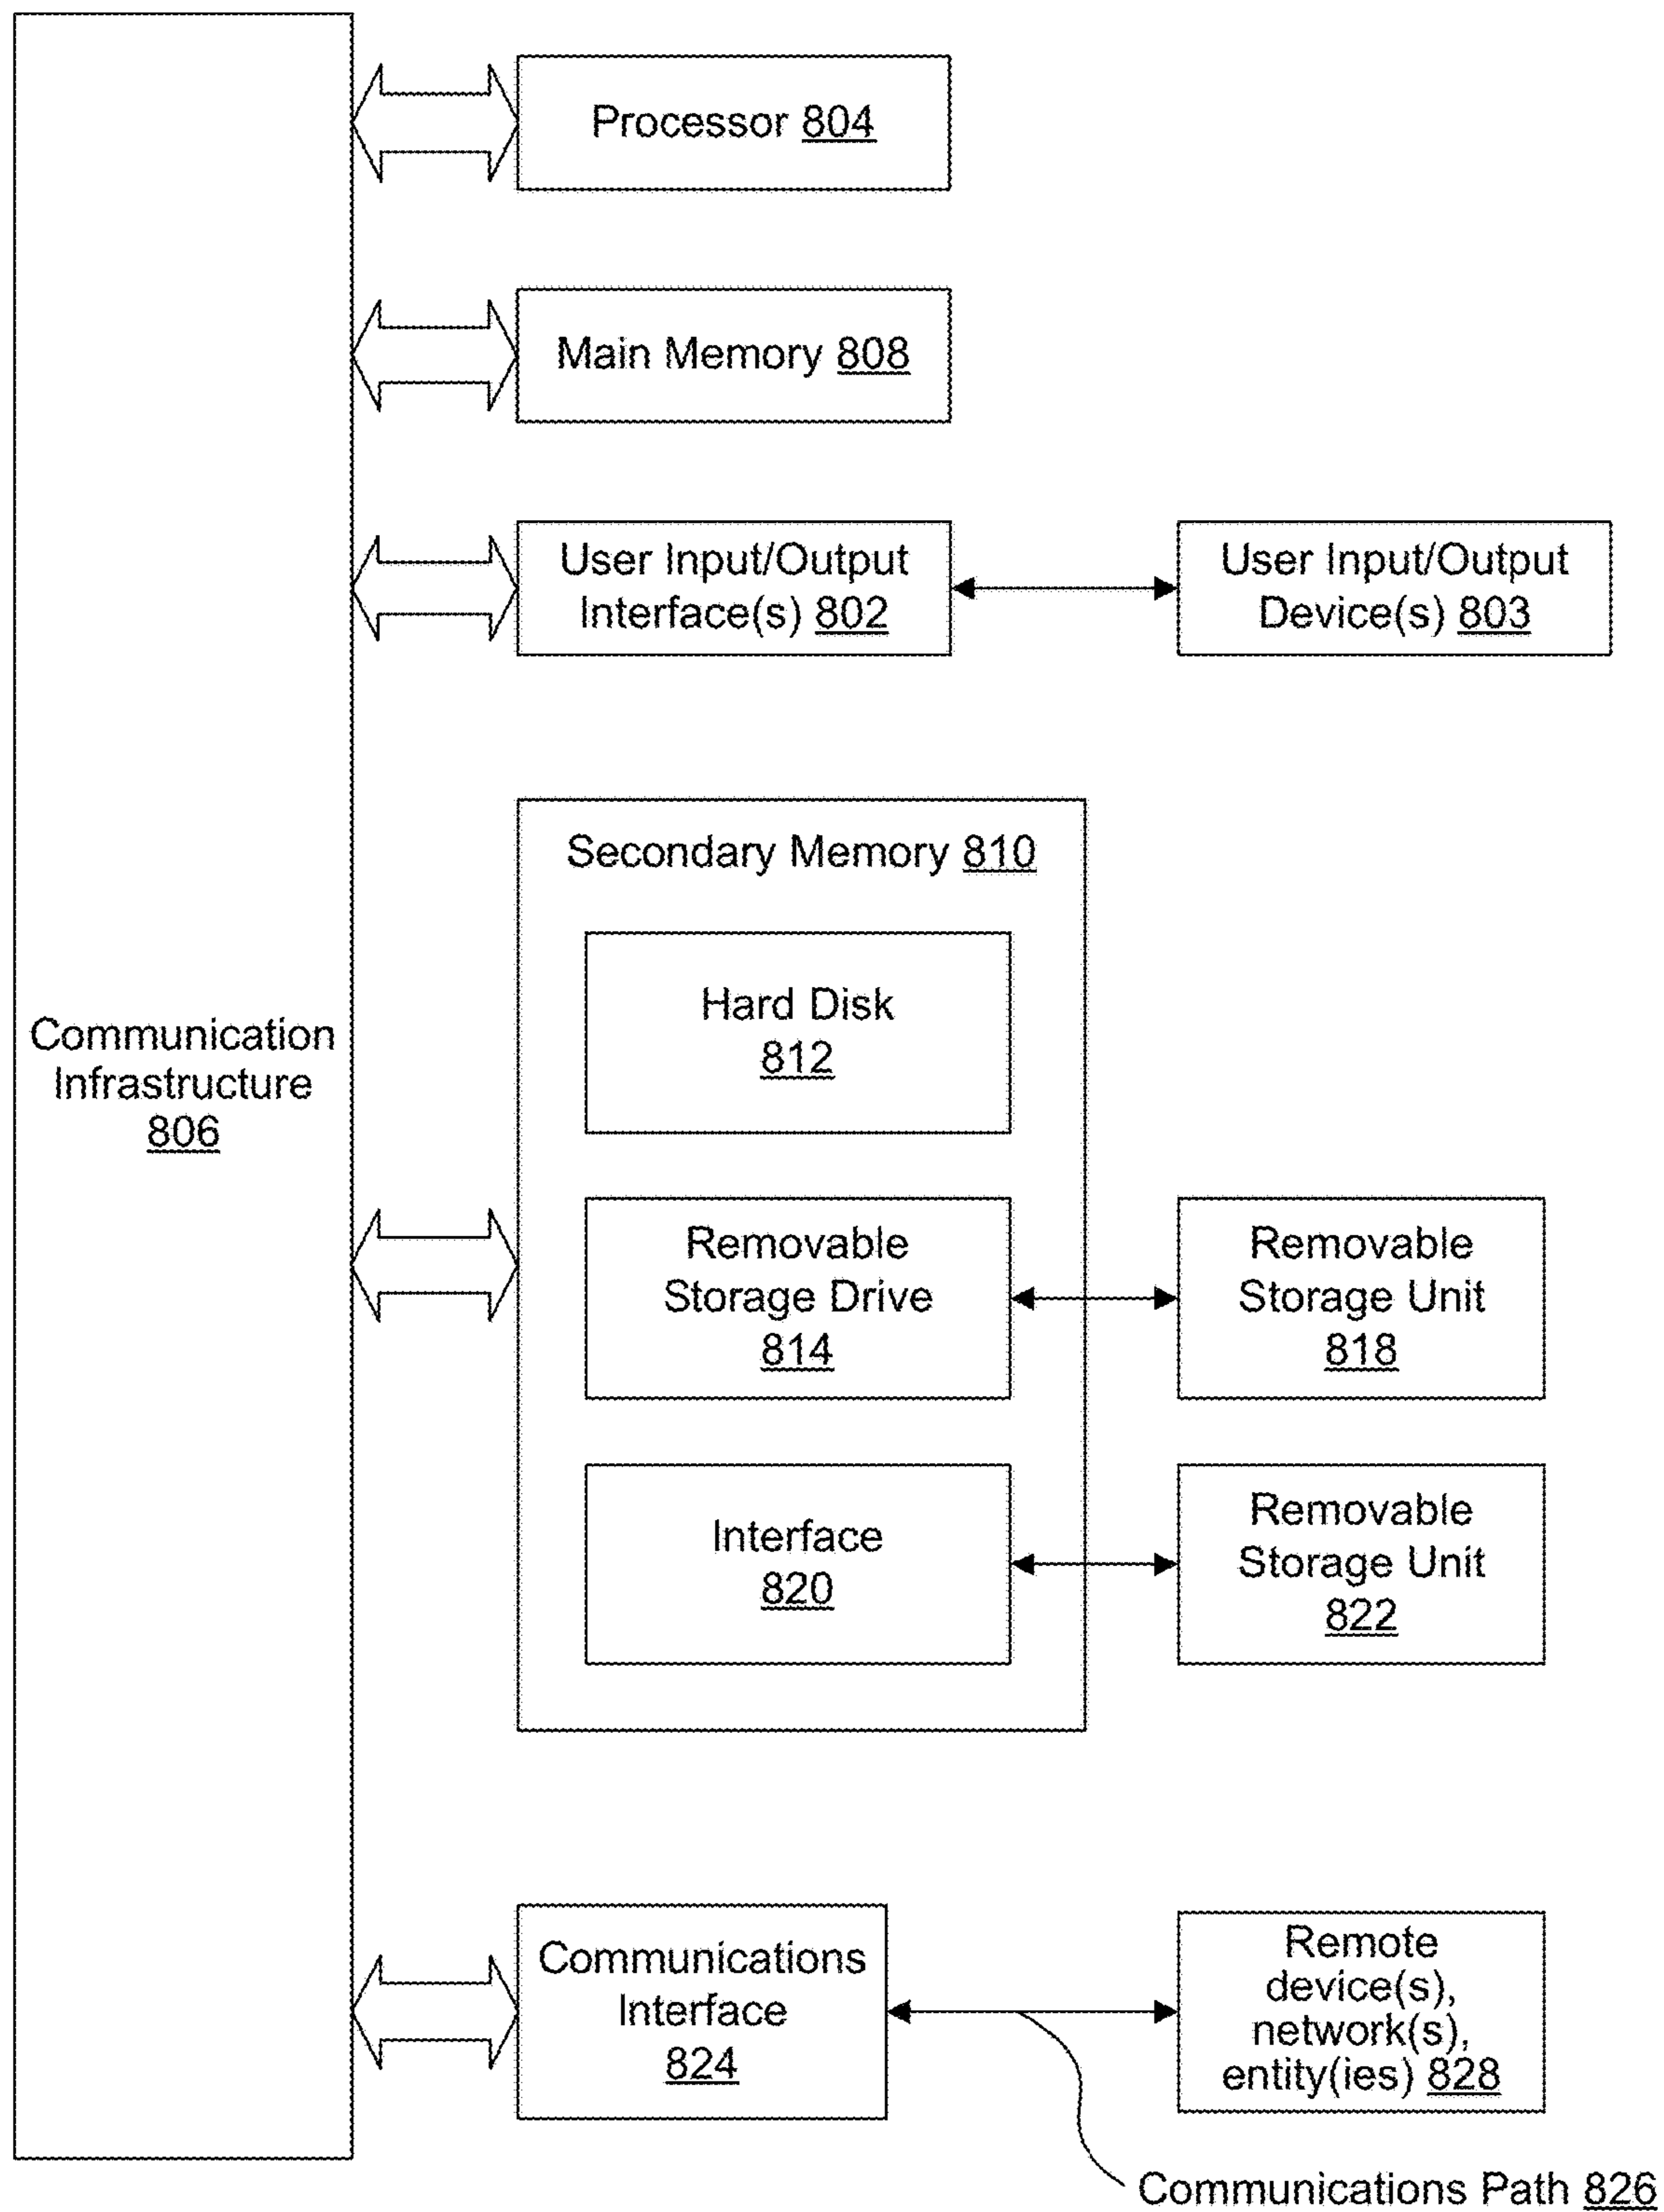 Processor 804
Main Memory 808
User Input/Output
Interface(s) 802
User Input/Output
Device(s) 803
Secondary Memory 810
Hard Disk
812
Communication
Infrastructure
806
Removable
Storage Drive
814
Removable
Storage Unit
818
Interface
820
Removable
Storage Unit
822
Communications
Interface
824
Remote
device(s),
network(s),
entity(ies) 828
Communications Path 826